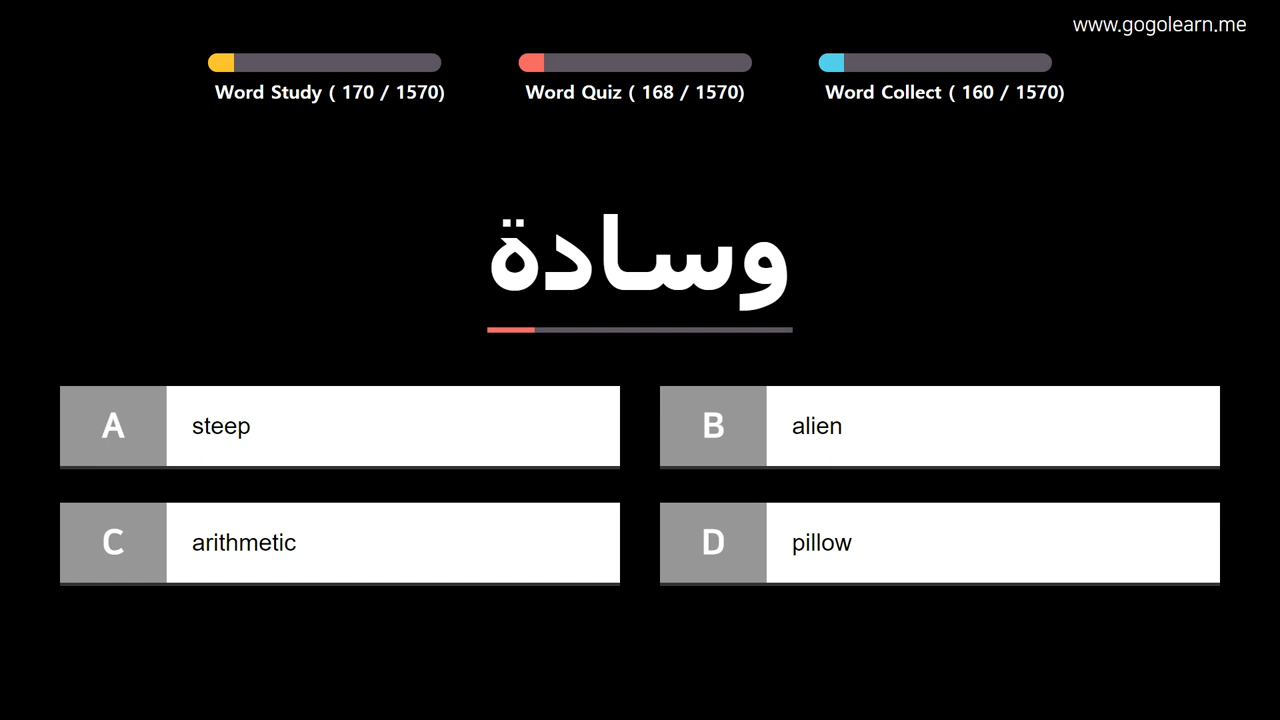 www.gogolearn.me
Word Study ( 170 / 1570)
Word Quiz ( 168 / 1570)
Word Collect ( 160 / 1570)
وسادة
A steep
B alien
C arithmetic
D pillow